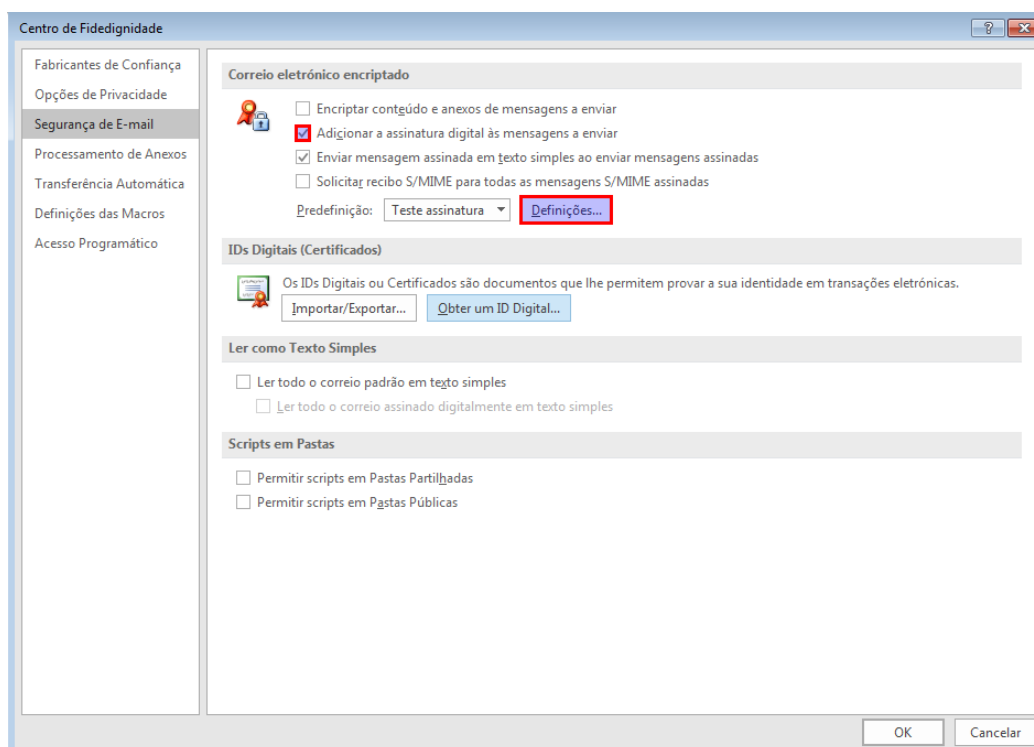 Centro de Fidedignidade
Fabricantes de Confiança
Opções de Privacidade
Segurança de E-mail
Processamento de Anexos
Transferência Automática
Definições das Macros
Acesso Programático
Correio eletrónico encriptado
Encriptar conteúdo e anexos de mensagens a enviar
Adicionar a assinatura digital às mensagens a enviar
Enviar mensagem assinada em texto simples ao enviar mensagens assinadas
Solicitar recibo S/MIME para todas as mensagens S/MIME assinadas
Predefinição: Teste assinatura Definições...
IDs Digitais (Certificados)
Os IDs Digitais ou Certificados são documentos que lhe permitem provar a sua identidade em transações eletrónicas.
Importar/Exportar... Obter um ID Digital...
Ler como Texto Simples
Ler todo o correio padrão em texto simples
Ler todo o correio assinado digitalmente em texto simples
Scripts em Pastas
Permitir scripts em Pastas Partilhadas
Permitir scripts em Pastas Públicas
OK Cancelar